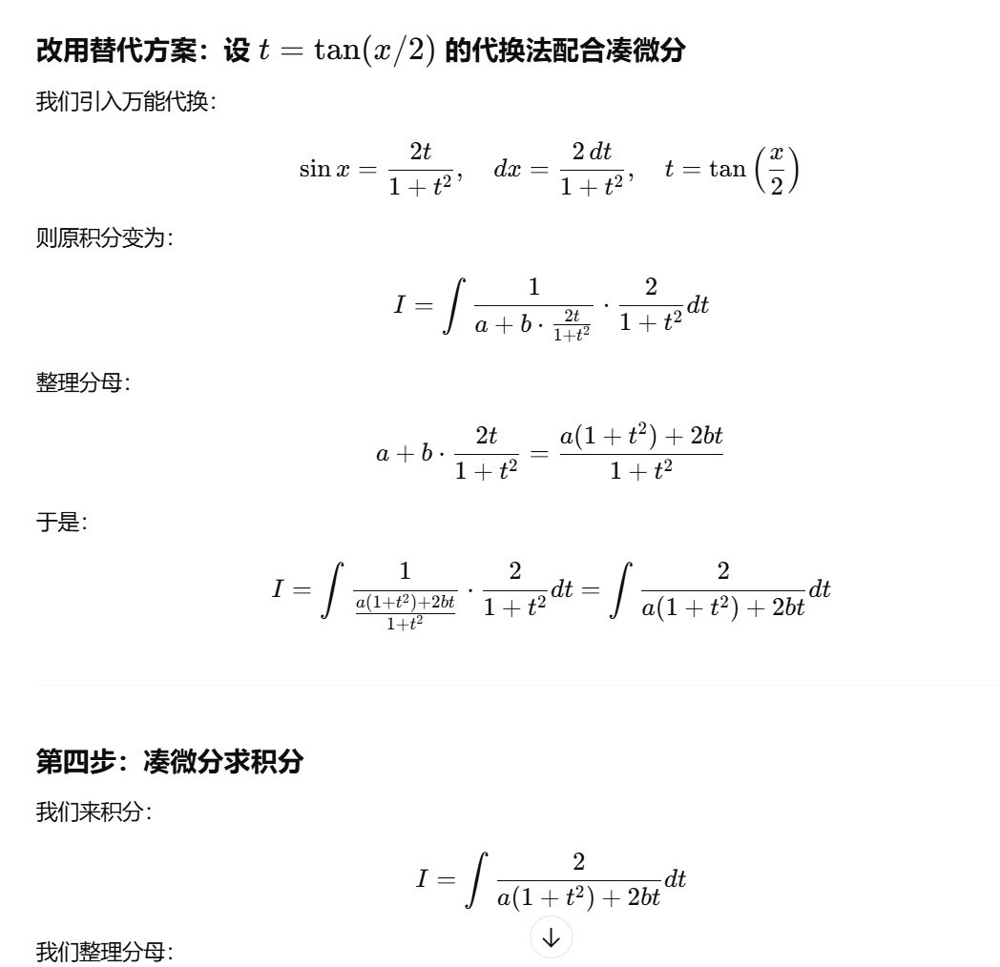 改用替代方案：设 t = tan(x/2) 的代换法配合凑微分
我们引入万能代换：
sin x = \frac{2t}{1+t^2}, dx = \frac{2\,dt}{1+t^2}, t = tan(\frac{x}{2})
则原积分变为：
I = \int \frac{1}{a+b\cdot\frac{2t}{1+t^2}} \cdot \frac{2}{1+t^2} dt
整理分母：
a + b \cdot \frac{2t}{1+t^2} = \frac{a(1+t^2)+2bt}{1+t^2}
于是：
I = \int \frac{1}{\frac{a(1+t^2)+2bt}{1+t^2}} \cdot \frac{2}{1+t^2} dt = \int \frac{2}{a(1+t^2)+2bt} dt
第四步：凑微分求积分
我们来积分：
I = \int \frac{2}{a(1+t^2)+2bt} dt
我们整理分母：